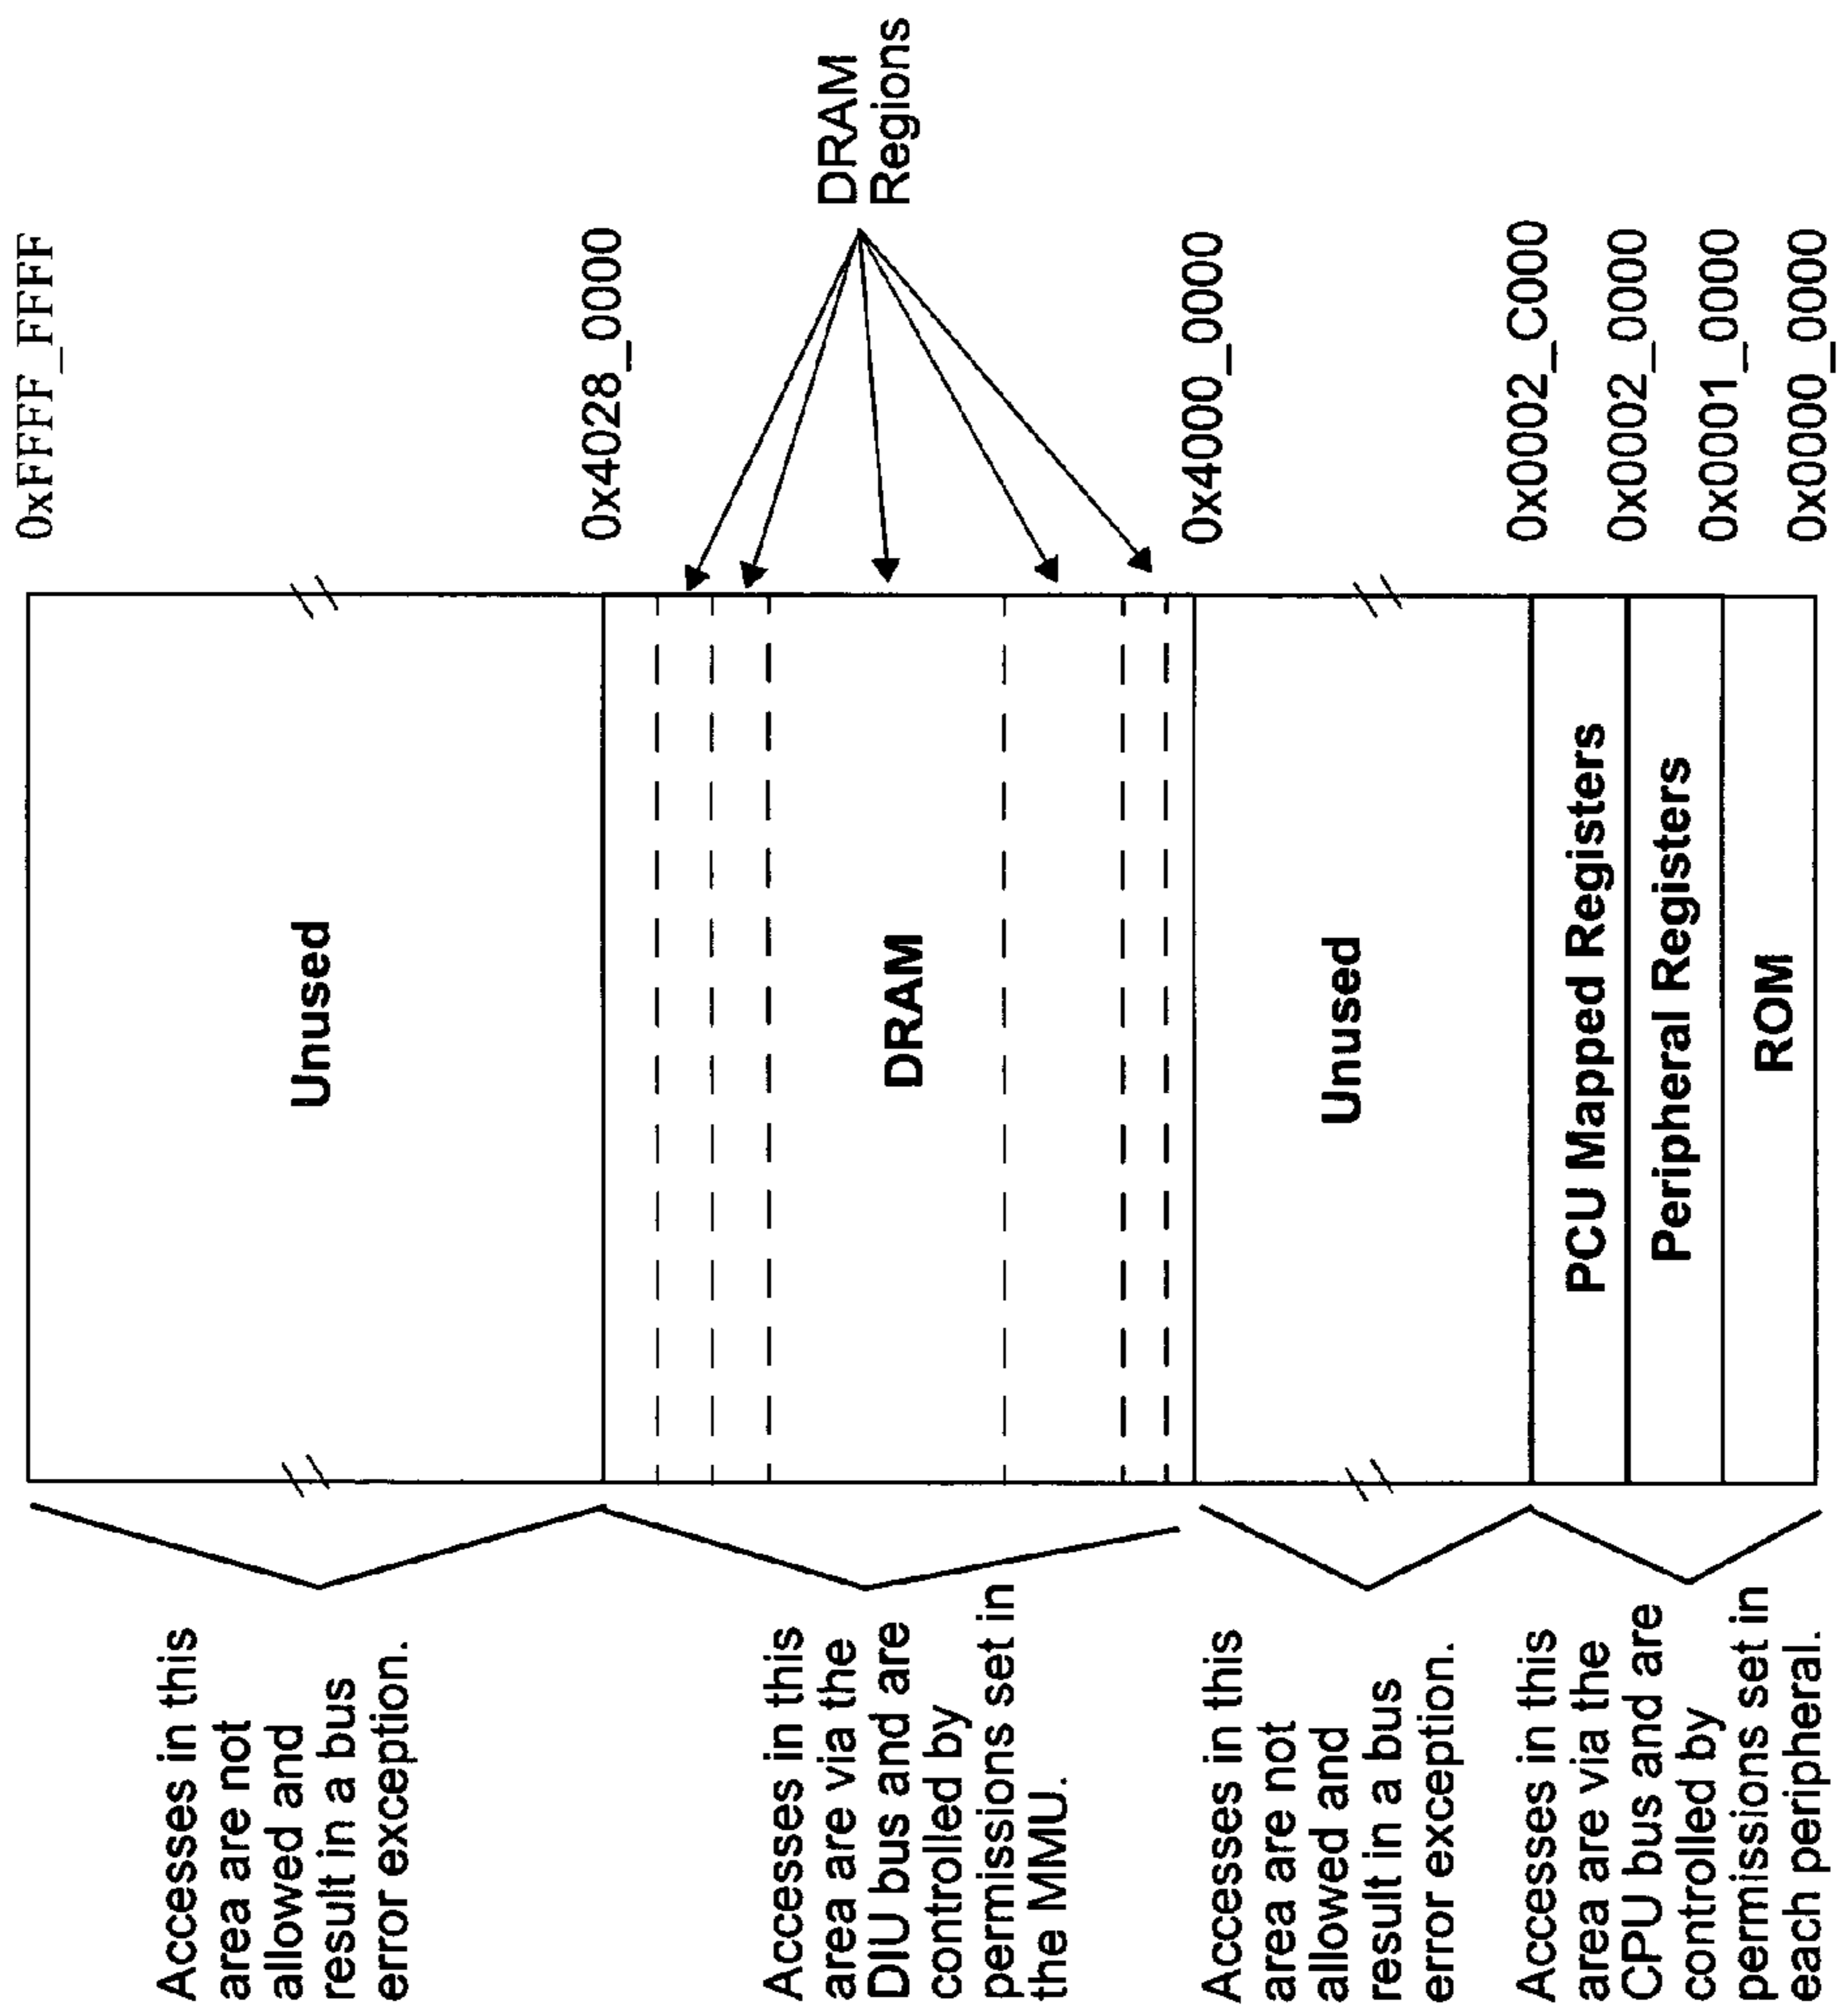 Accesses in this
area are not
allowed and
result in a bus
error exception.
Accesses in this
area are via the
DIU bus and are
controlled by
permissions set in
the MMU.
Accesses in this
area are not
allowed and
result in a bus
error exception.
Accesses in this
area are via the
CPU bus and are
controlled by
permissions set in
each peripheral.
Unused
DRAM
Unused
PCU Mapped Registers
Peripheral Registers
ROM
0xFFFF_FFFF
0x4028_0000
0x4000_0000
0x0002_C000
0x0002_0000
0x0001_0000
0x0000_0000
DRAM
Regions